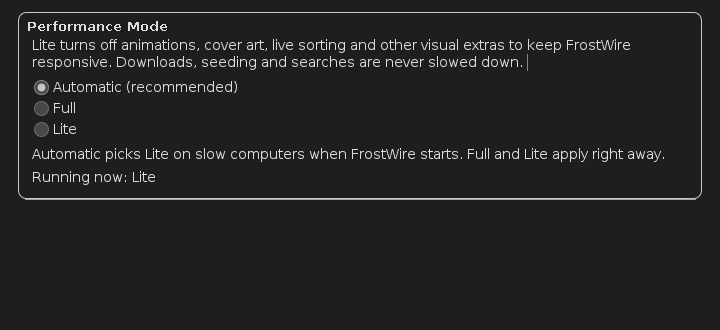 Performance Mode
Lite turns off animations, cover art, live sorting and other visual extras to keep FrostWire
responsive. Downloads, seeding and searches are never slowed down.
Automatic (recommended)
Full
Lite
Automatic picks Lite on slow computers when FrostWire starts. Full and Lite apply right away.
Running now: Lite